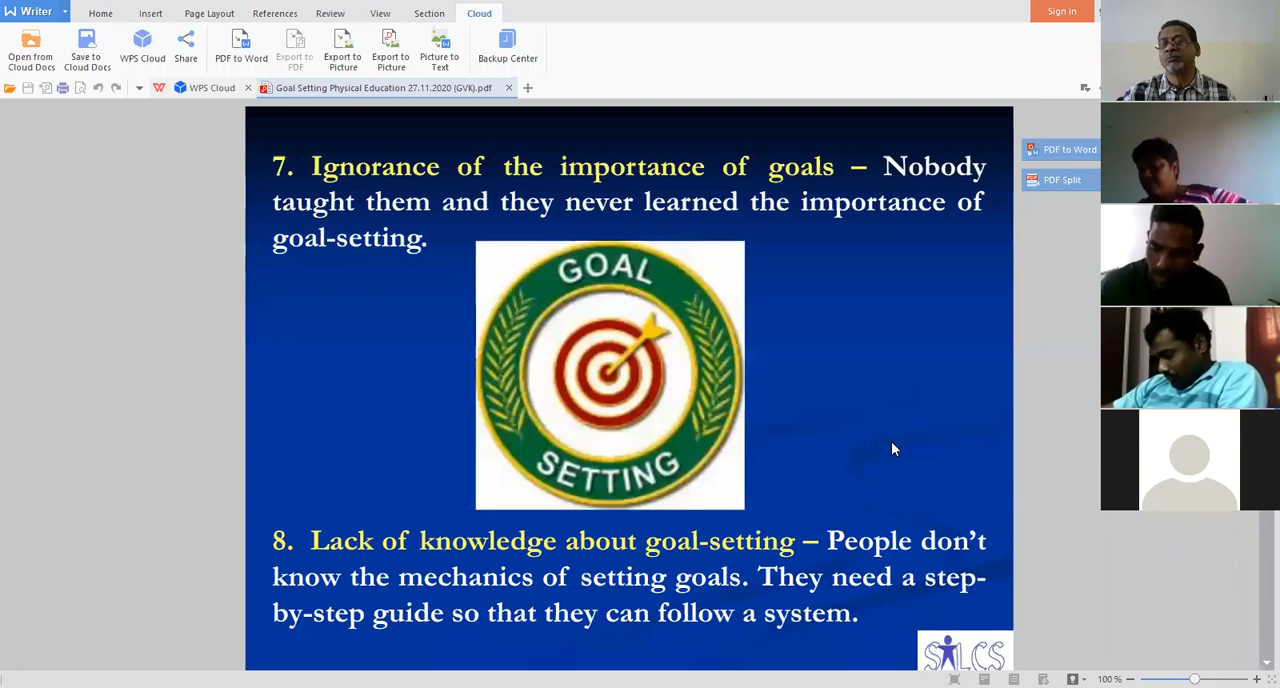 Writer
Home
Insert
Page Layout
References
Review
View
Section
Cloud
Sign in
Open from
Cloud Docs
Save to
Cloud Docs
WPS Cloud
Share
PDF to Word
Export to
PDF
Export to
Picture
Export to
Picture
Picture to
Text
Backup Center
WPS Cloud
Goal Setting Physical Education 27.11.2020 (GVK).pdf
7. Ignorance of the importance of goals – Nobody
taught them and they never learned the importance of
goal-setting.
GOAL
SETTING
8. Lack of knowledge about goal-setting – People don't
know the mechanics of setting goals. They need a step-
by-step guide so that they can follow a system.
PDF to Word
PDF Split
100 %